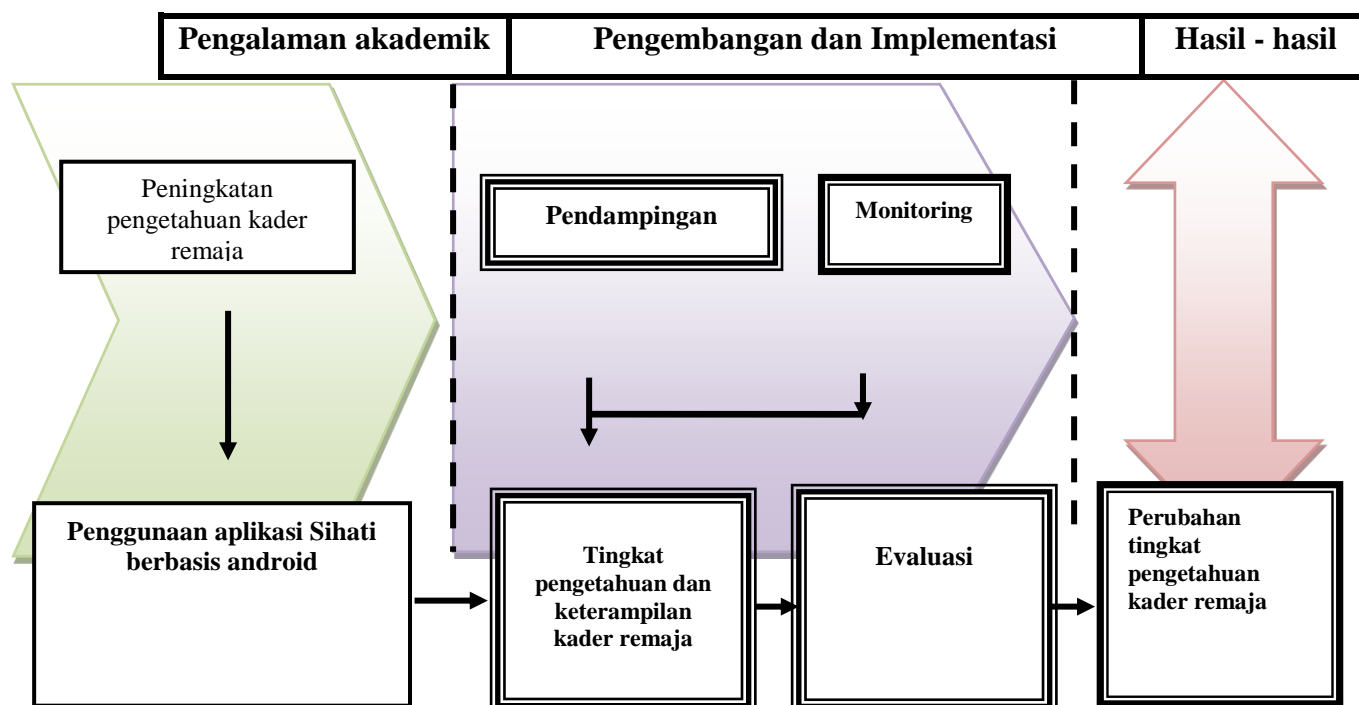 Pengalaman akademik
Pengembangan dan Implementasi
Hasil - hasil
Peningkatan
pengetahuan kader
remaja
Pendampingan
Monitoring
Penggunaan aplikasi Sihati
berbasis android
Tingkat
pengetahuan dan
keterampilan
kader remaja
Evaluasi
Perubahan
tingkat
pengetahuan
kader remaja